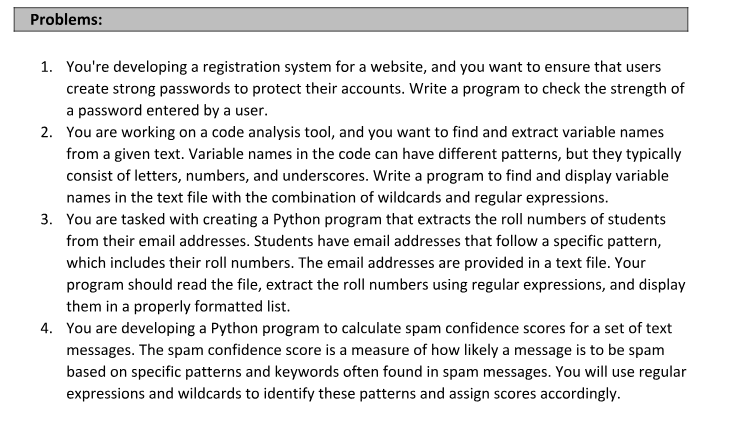 Problems:
1. You're developing a registration system for a website, and you want to ensure that users
create strong passwords to protect their accounts. Write a program to check the strength of
a password entered by a user.
2. You are working on a code analysis tool, and you want to find and extract variable names
from a given text. Variable names in the code can have different patterns, but they typically
consist of letters, numbers, and underscores. Write a program to find and display variable
names in the text file with the combination of wildcards and regular expressions.
3. You are tasked with creating a Python program that extracts the roll numbers of students
from their email addresses. Students have email addresses that follow a specific pattern,
which includes their roll numbers. The email addresses are provided in a text file. Your
program should read the file, extract the roll numbers using regular expressions, and display
them in a properly formatted list.
4. You are developing a Python program to calculate spam confidence scores for a set of text
messages. The spam confidence score is a measure of how likely a message is to be spam
based on specific patterns and keywords often found in spam messages. You will use regular
expressions and wildcards to identify these patterns and assign scores accordingly.